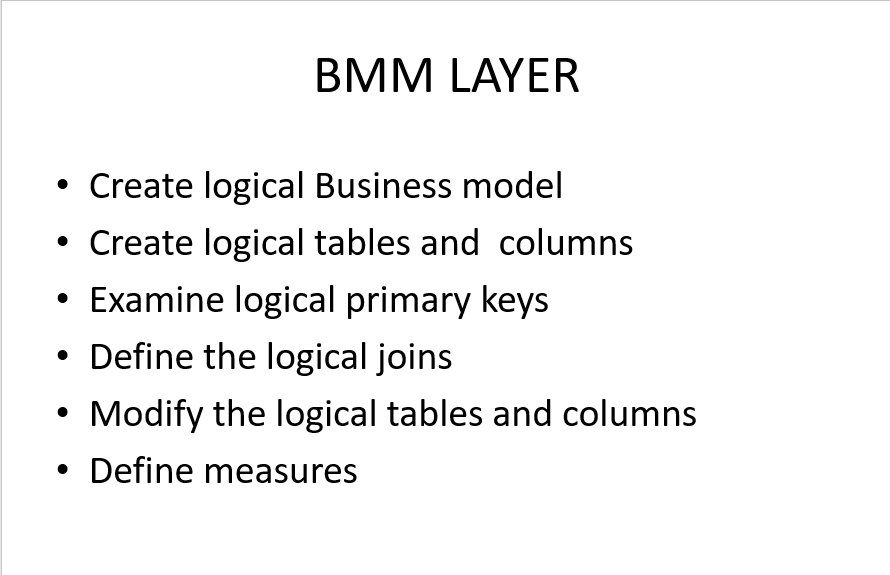 BMM LAYER
• Create logical Business model
• Create logical tables and  columns
• Examine logical primary keys
• Define the logical joins
• Modify the logical tables and columns
• Define measures